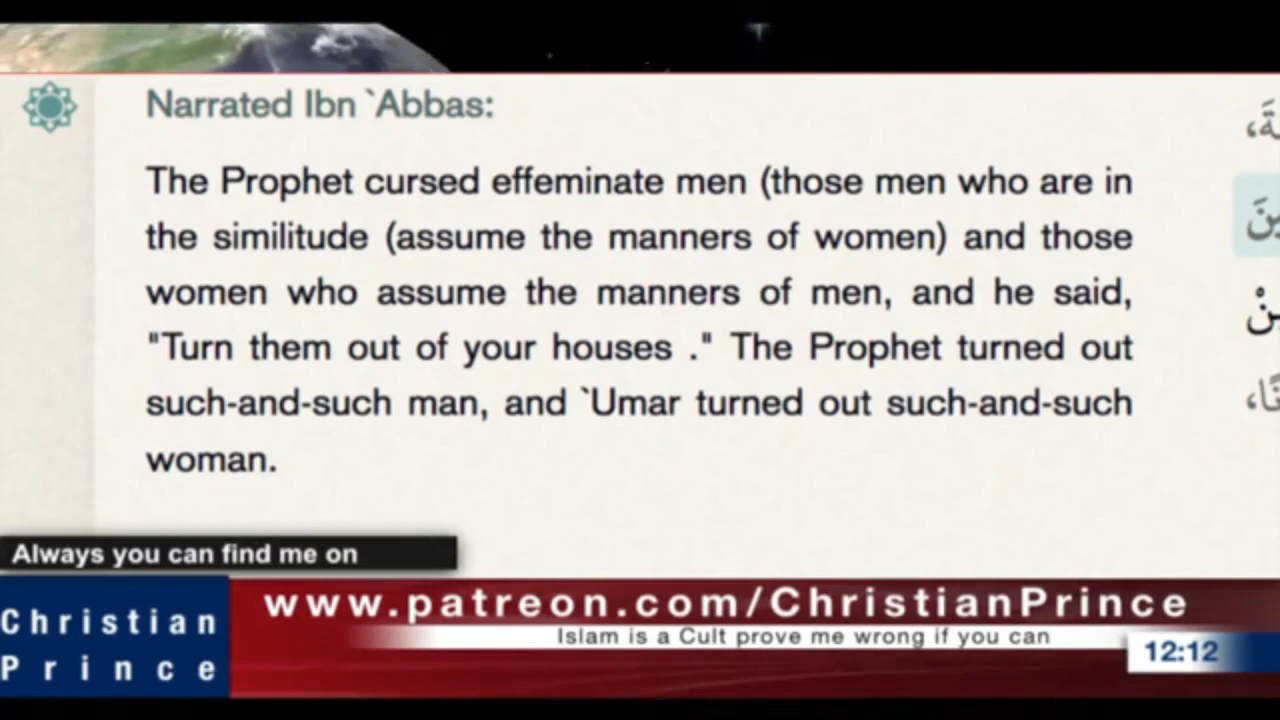 Narrated Ibn `Abbas:
The Prophet cursed effeminate men (those men who are in
the similitude (assume the manners of women) and those
women who assume the manners of men, and he said,
"Turn them out of your houses ." The Prophet turned out
such-and-such man, and `Umar turned out such-and-such
woman.
Always you can find me on
Christian
Prince
www.patreon.com/ChristianPrince
Islam is a Cult prove me wrong if you can
12:12